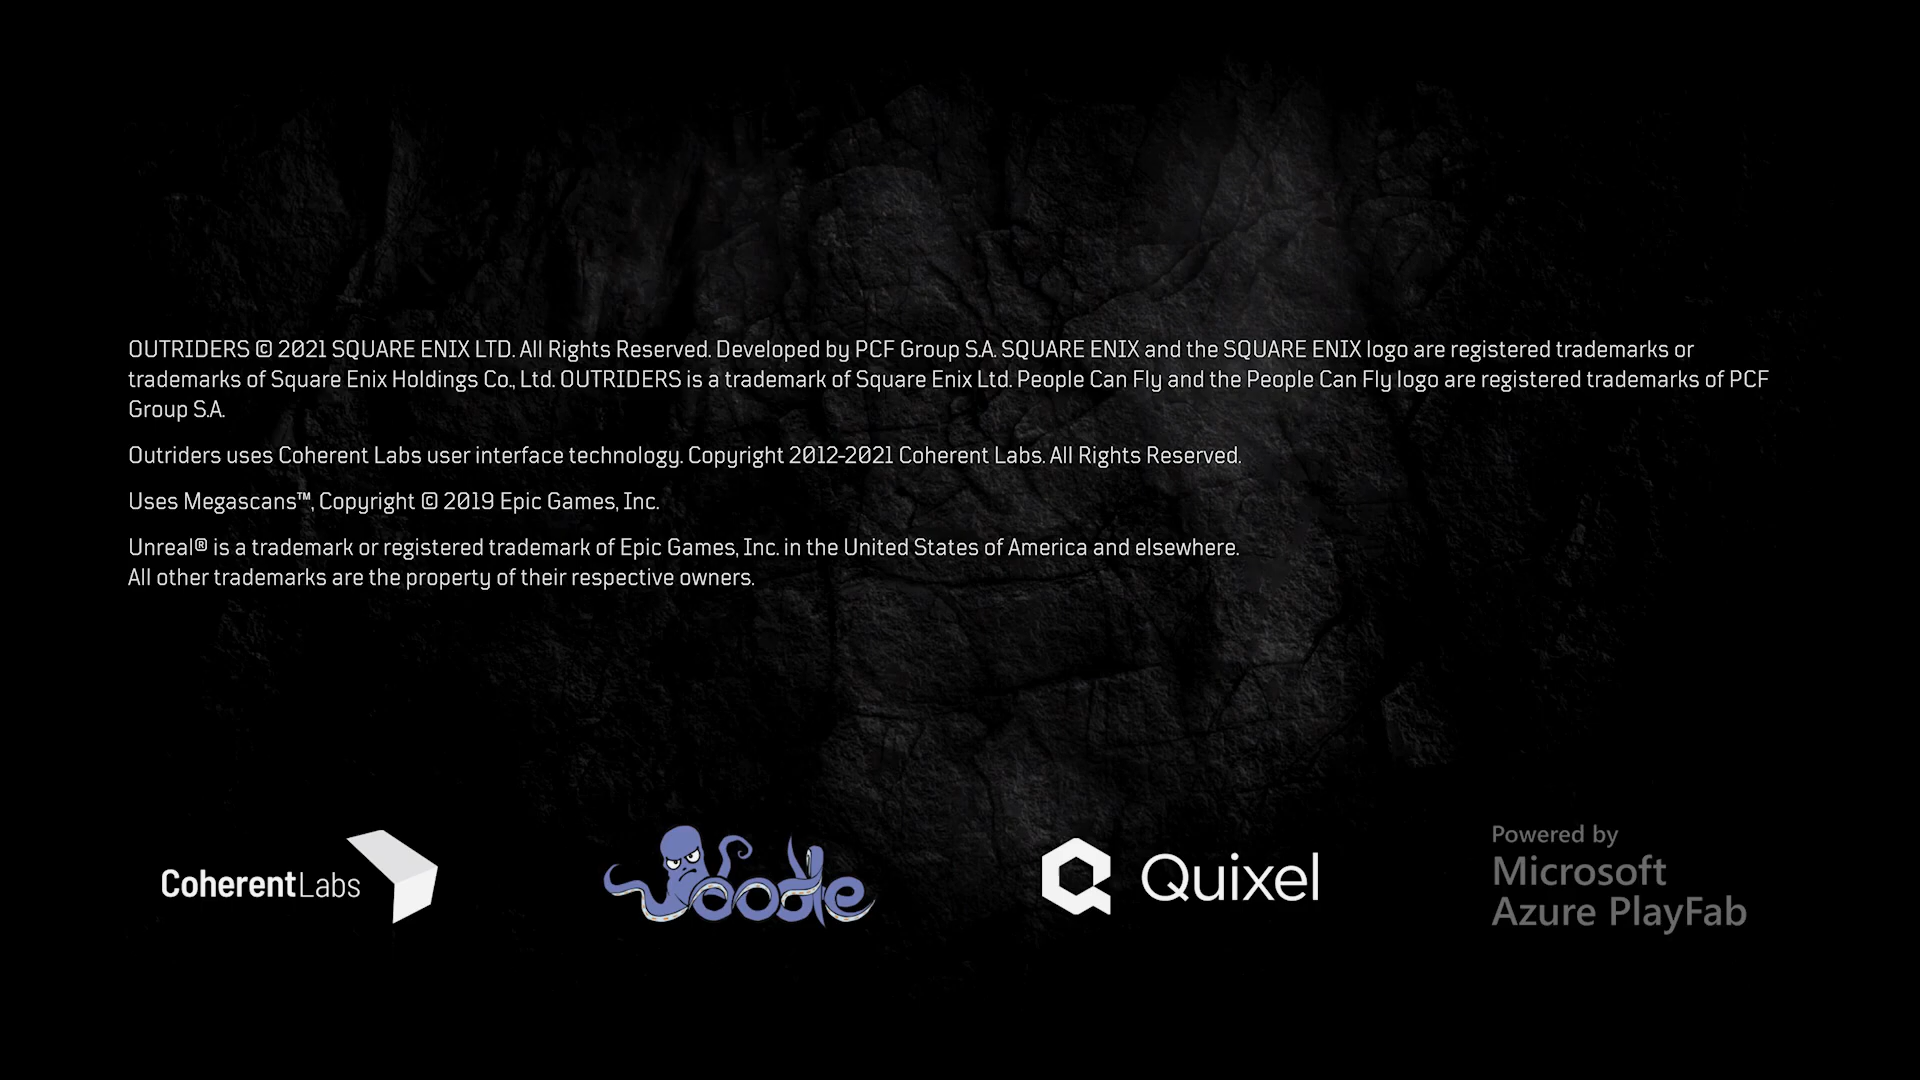 OUTRIDERS © 2021 SQUARE ENIX LTD. All Rights Reserved. Developed by PCF Group S.A. SQUARE ENIX and the SQUARE ENIX logo are registered trademarks or
trademarks of Square Enix Holdings Co., Ltd. OUTRIDERS is a trademark of Square Enix Ltd. People Can Fly and the People Can Fly logo are registered trademarks of PCF
Group S.A.
Outriders uses Coherent Labs user interface technology. Copyright 2012-2021 Coherent Labs. All Rights Reserved.
Uses Megascans™, Copyright © 2019 Epic Games, Inc.
Unreal® is a trademark or registered trademark of Epic Games, Inc. in the United States of America and elsewhere.
All other trademarks are the property of their respective owners.
CoherentLabs
Woodle
Quixel
Powered by
Microsoft
Azure PlayFab